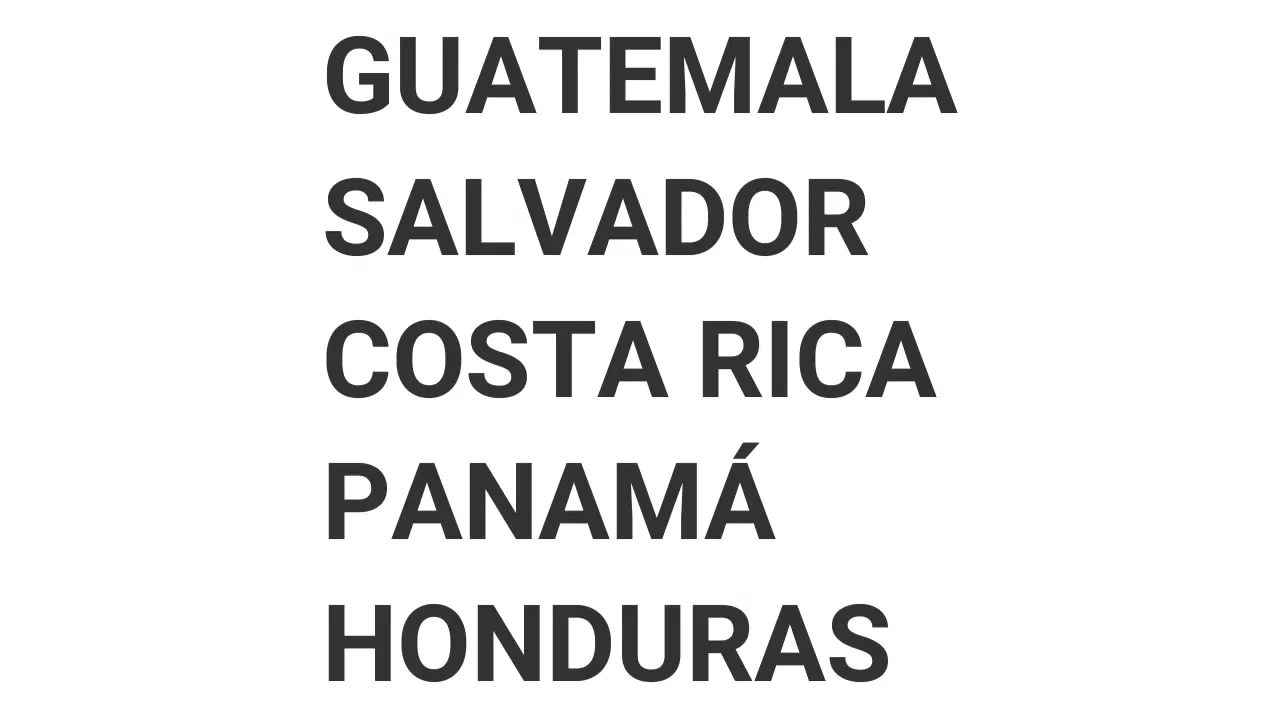 GUATEMALA
SALVADOR
COSTA RICA
PANAMÁ
HONDURAS